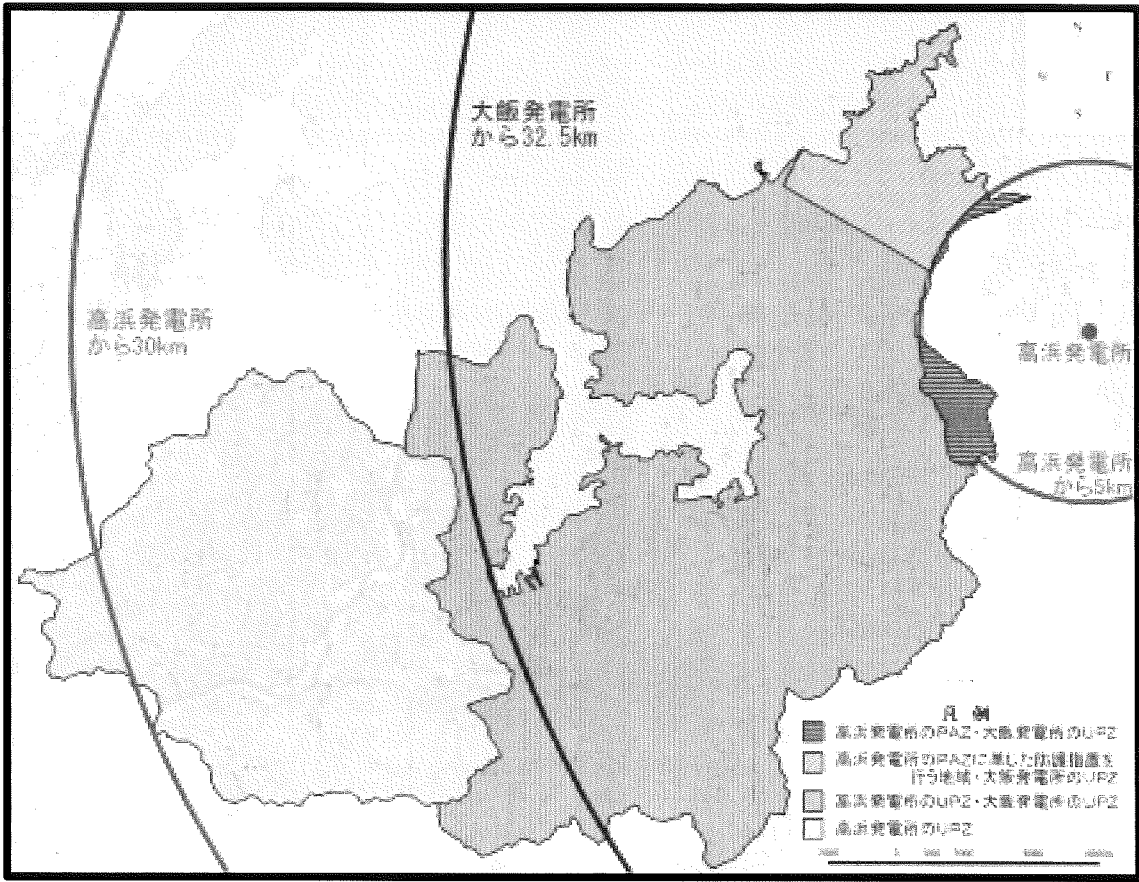 N
S
大飯発電所
から32.5km
高浜発電所
から30km
高浜発電所
高浜発電所
から5km
凡例
高浜発電所のPAZ・大飯発電所のUPZ
高浜発電所のPAZに準じた防護措置を
行う地域・大飯発電所のUPZ
高浜発電所のUPZ・大飯発電所のUPZ
高浜発電所のUPZ